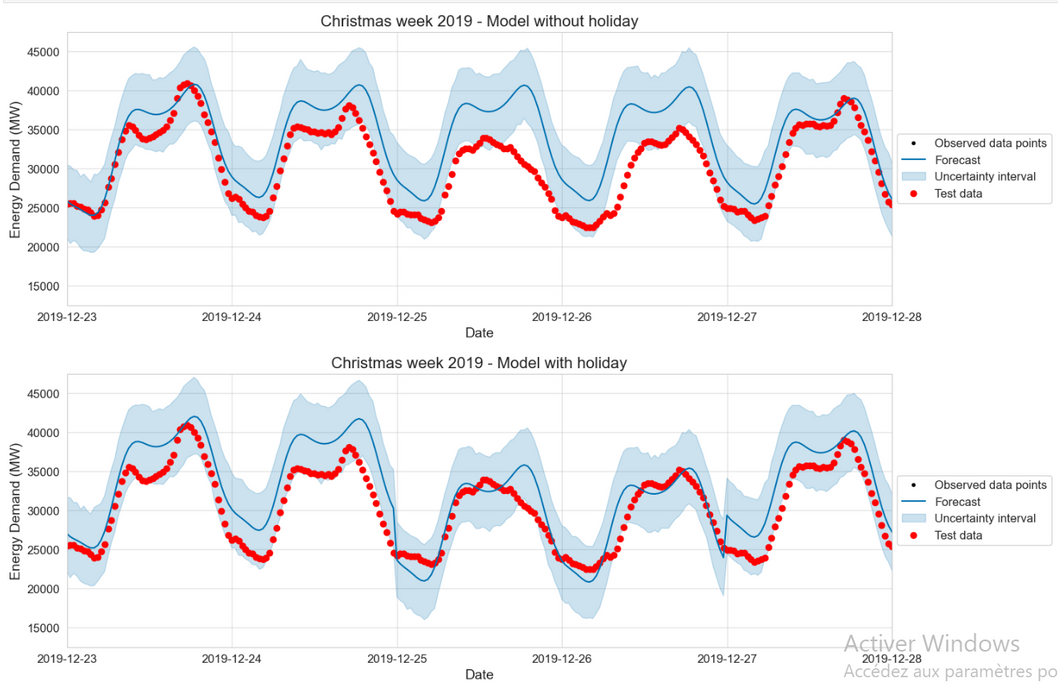 Christmas week 2019 - Model without holiday
45000
40000
35000
30000
25000
20000
15000
Energy Demand (MW)
2019-12-23 2019-12-24 2019-12-25 2019-12-26 2019-12-27 2019-12-28
Date
Observed data points
Forecast
Uncertainty interval
Test data
Christmas week 2019 - Model with holiday
45000
40000
35000
30000
25000
20000
15000
Energy Demand (MW)
2019-12-23 2019-12-24 2019-12-25 2019-12-26 2019-12-27 2019-12-28
Date
Observed data points
Forecast
Uncertainty interval
Test data
Activer Windows
Accédez aux paramètres po